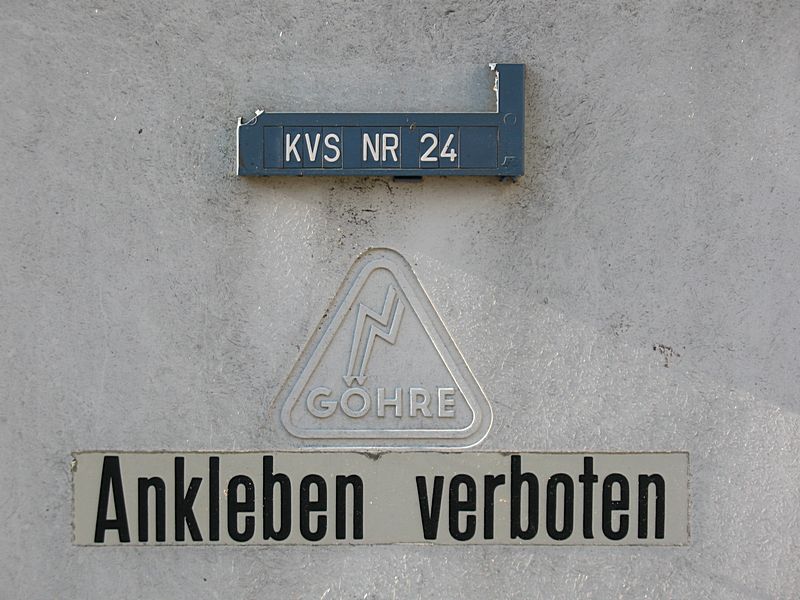 KVS NR 24
GÖHRE
Ankleben verboten